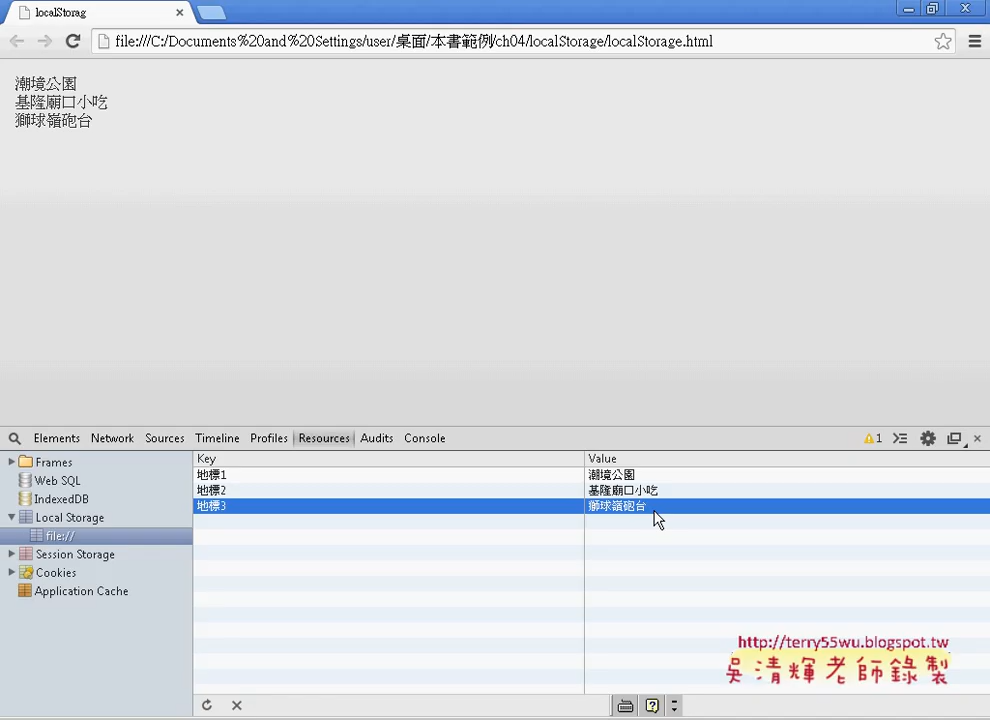 localStorag
file:///C:/Documents%20and%20Settings/user/桌面/本書範例/ch04/localStorage/localStorage.html
潮境公園
基隆廟口小吃
獅球嶺砲台
Elements Network Sources Timeline Profiles Resources Audits Console 1
Frames
Web SQL
IndexedDB
Local Storage
file://
Session Storage
Cookies
Application Cache
Key Value
地標1 潮境公園
地標2 基隆廟口小吃
地標3 獅球嶺砲台
http://terry55wu.blogspot.tw
吳清輝老師錄製